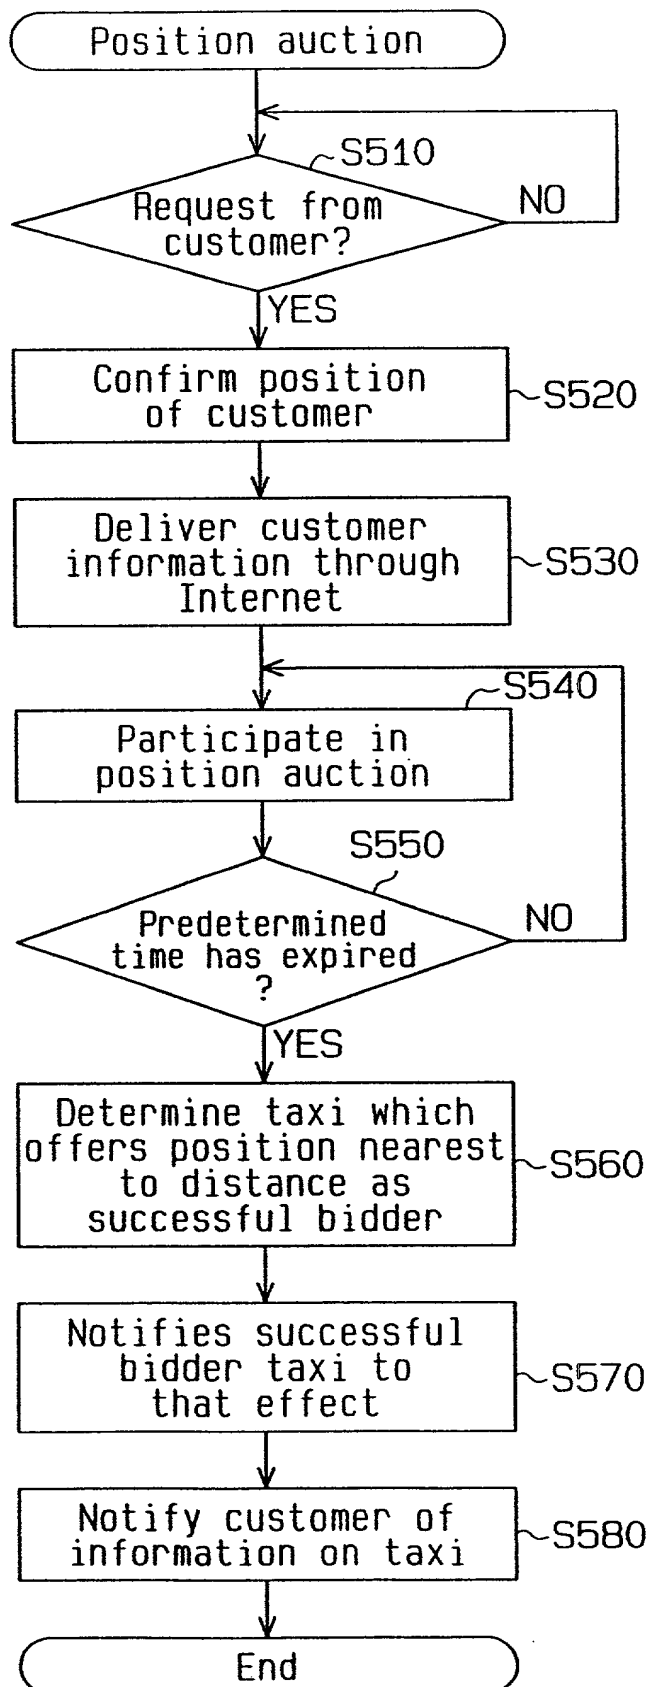 Position auction
S510
Request from
customer?
NO
YES
Confirm position
of customer
S520
Deliver customer
information through
Internet
S530
S540
Participate in
position auction
S550
Predetermined
time has expired
?
NO
YES
Determine taxi which
offers position nearest
to distance as
successful bidder
S560
Notifies successful
bidder taxi to
that effect
S570
Notify customer of
information on taxi
S580
End